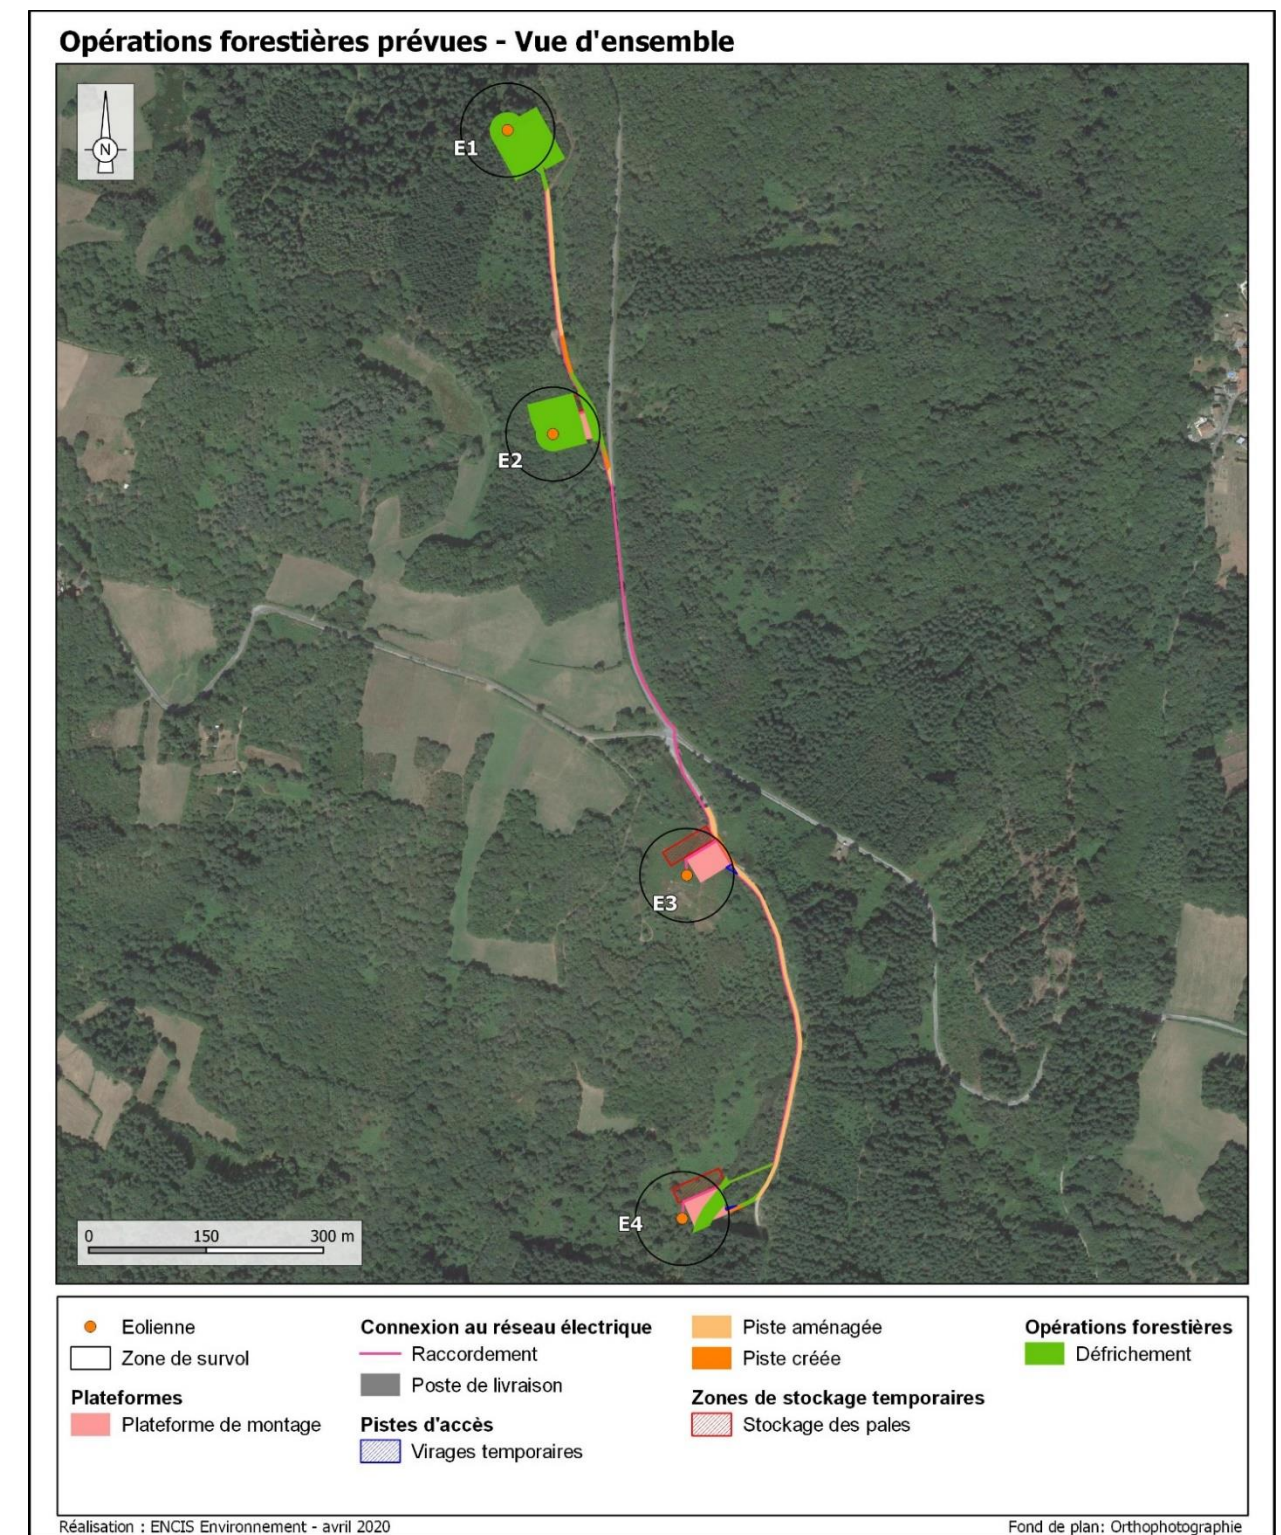 Opérations forestières prévues - Vue d'ensemble
N
E1
E2
E3
E4
0 150 300 m
Eolienne
Zone de survol
Plateformes
Plateforme de montage
Connexion au réseau électrique
Raccordement
Poste de livraison
Pistes d'accès
Virages temporaires
Piste aménagée
Piste créée
Zones de stockage temporaires
Stockage des pales
Opérations forestières
Défrichement
Réalisation : ENCIS Environnement - avril 2020
Fond de plan: Orthophotographie